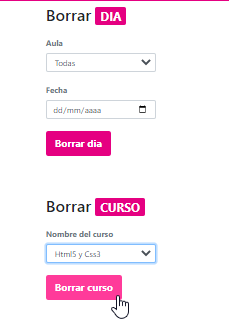 Borrar DIA
Aula
Todas
Fecha
dd/mm/aaaa
Borrar dia
Borrar CURSO
Nombre del curso
Html5 y Css3
Borrar curso